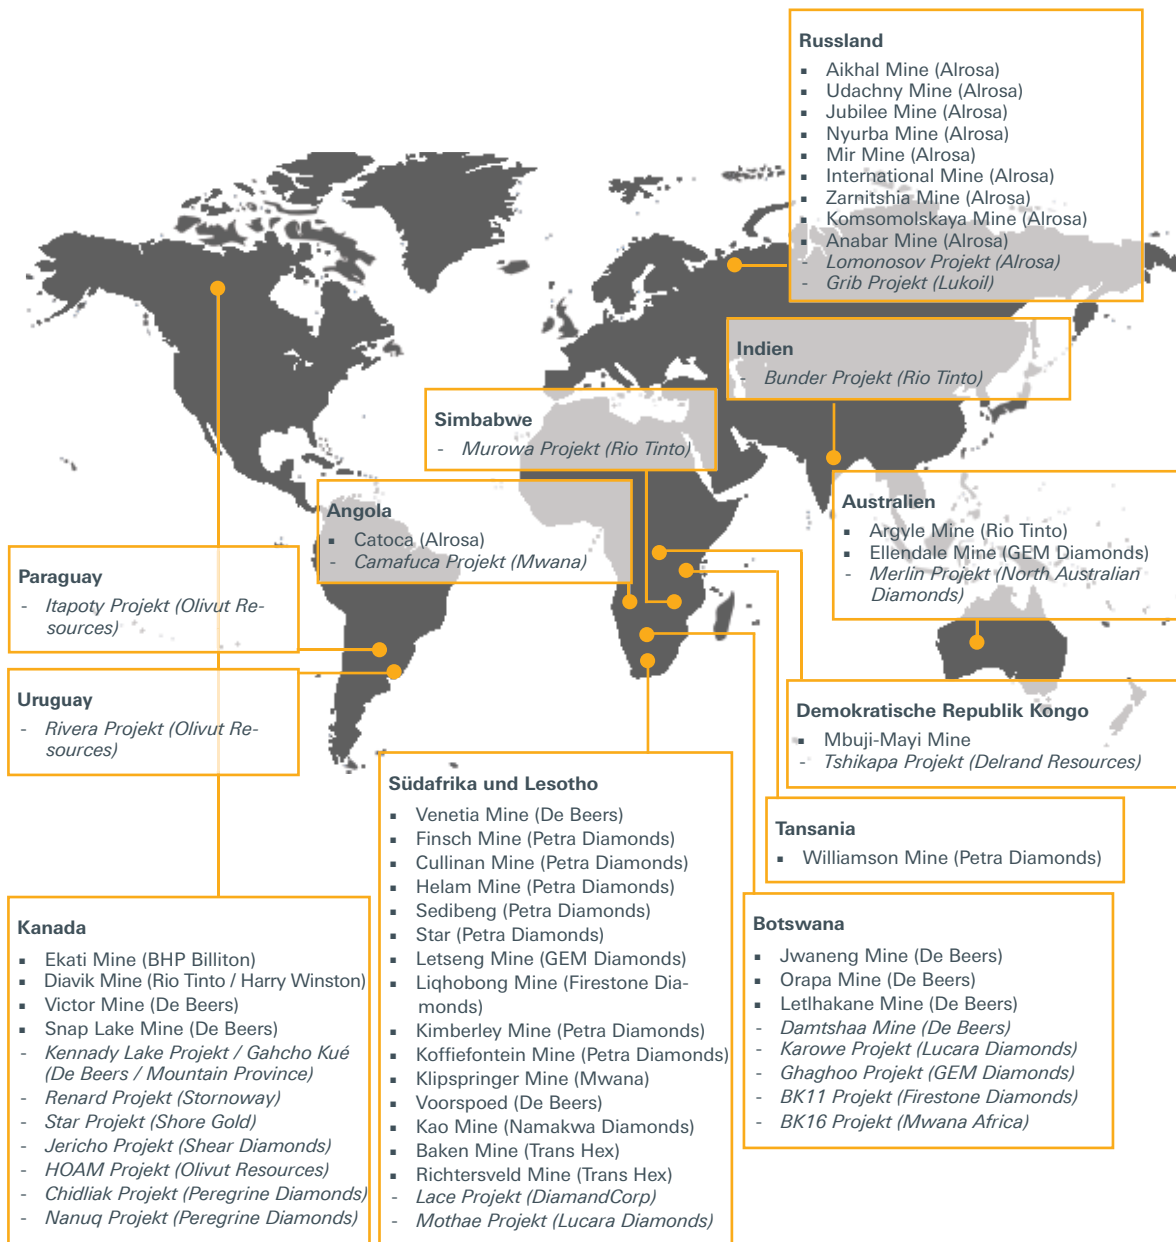 Russland
▪ Aikhal Mine (Alrosa)
▪ Udachny Mine (Alrosa)
▪ Jubilee Mine (Alrosa)
▪ Nyurba Mine (Alrosa)
▪ Mir Mine (Alrosa)
▪ International Mine (Alrosa)
▪ Zarnitshia Mine (Alrosa)
▪ Komsomolskaya Mine (Alrosa)
▪ Anabar Mine (Alrosa)
- Lomonosov Projekt (Alrosa)
- Grib Projekt (Lukoil)
Indien
- Bunder Projekt (Rio Tinto)
Simbabwe
- Murowa Projekt (Rio Tinto)
Angola
▪ Catoca (Alrosa)
- Camafuca Projekt (Mwana)
Australien
▪ Argyle Mine (Rio Tinto)
▪ Ellendale Mine (GEM Diamonds)
- Merlin Projekt (North Australian
Diamonds)
Paraguay
- Itapoty Projekt (Olivut Re-
sources)
Uruguay
- Rivera Projekt (Olivut Re-
sources)
Demokratische Republik Kongo
▪ Mbuji-Mayi Mine
- Tshikapa Projekt (Delrand Resources)
Südafrika und Lesotho
▪ Venetia Mine (De Beers)
▪ Finsch Mine (Petra Diamonds)
▪ Cullinan Mine (Petra Diamonds)
▪ Helam Mine (Petra Diamonds)
▪ Sedibeng (Petra Diamonds)
▪ Star (Petra Diamonds)
▪ Letseng Mine (GEM Diamonds)
▪ Liqhobong Mine (Firestone Dia-
monds)
▪ Kimberley Mine (Petra Diamonds)
▪ Koffiefontein Mine (Petra Diamonds)
▪ Klipspringer Mine (Mwana)
▪ Voorspoed (De Beers)
▪ Kao Mine (Namakwa Diamonds)
▪ Baken Mine (Trans Hex)
▪ Richtersveld Mine (Trans Hex)
- Lace Projekt (DiamandCorp)
- Mothae Projekt (Lucara Diamonds)
Tansania
▪ Williamson Mine (Petra Diamonds)
Kanada
▪ Ekati Mine (BHP Billiton)
▪ Diavik Mine (Rio Tinto / Harry Winston)
▪ Victor Mine (De Beers)
▪ Snap Lake Mine (De Beers)
- Kennady Lake Projekt / Gahcho Kué
(De Beers / Mountain Province)
- Renard Projekt (Stornoway)
- Star Projekt (Shore Gold)
- Jericho Projekt (Shear Diamonds)
- HOAM Projekt (Olivut Resources)
- Chidliak Projekt (Peregrine Diamonds)
- Nanuq Projekt (Peregrine Diamonds)
Botswana
▪ Jwaneng Mine (De Beers)
▪ Orapa Mine (De Beers)
▪ Letlhakane Mine (De Beers)
- Damtshaa Mine (De Beers)
- Karowe Projekt (Lucara Diamonds)
- Ghaghoo Projekt (GEM Diamonds)
- BK11 Projekt (Firestone Diamonds)
- BK16 Projekt (Mwana Africa)